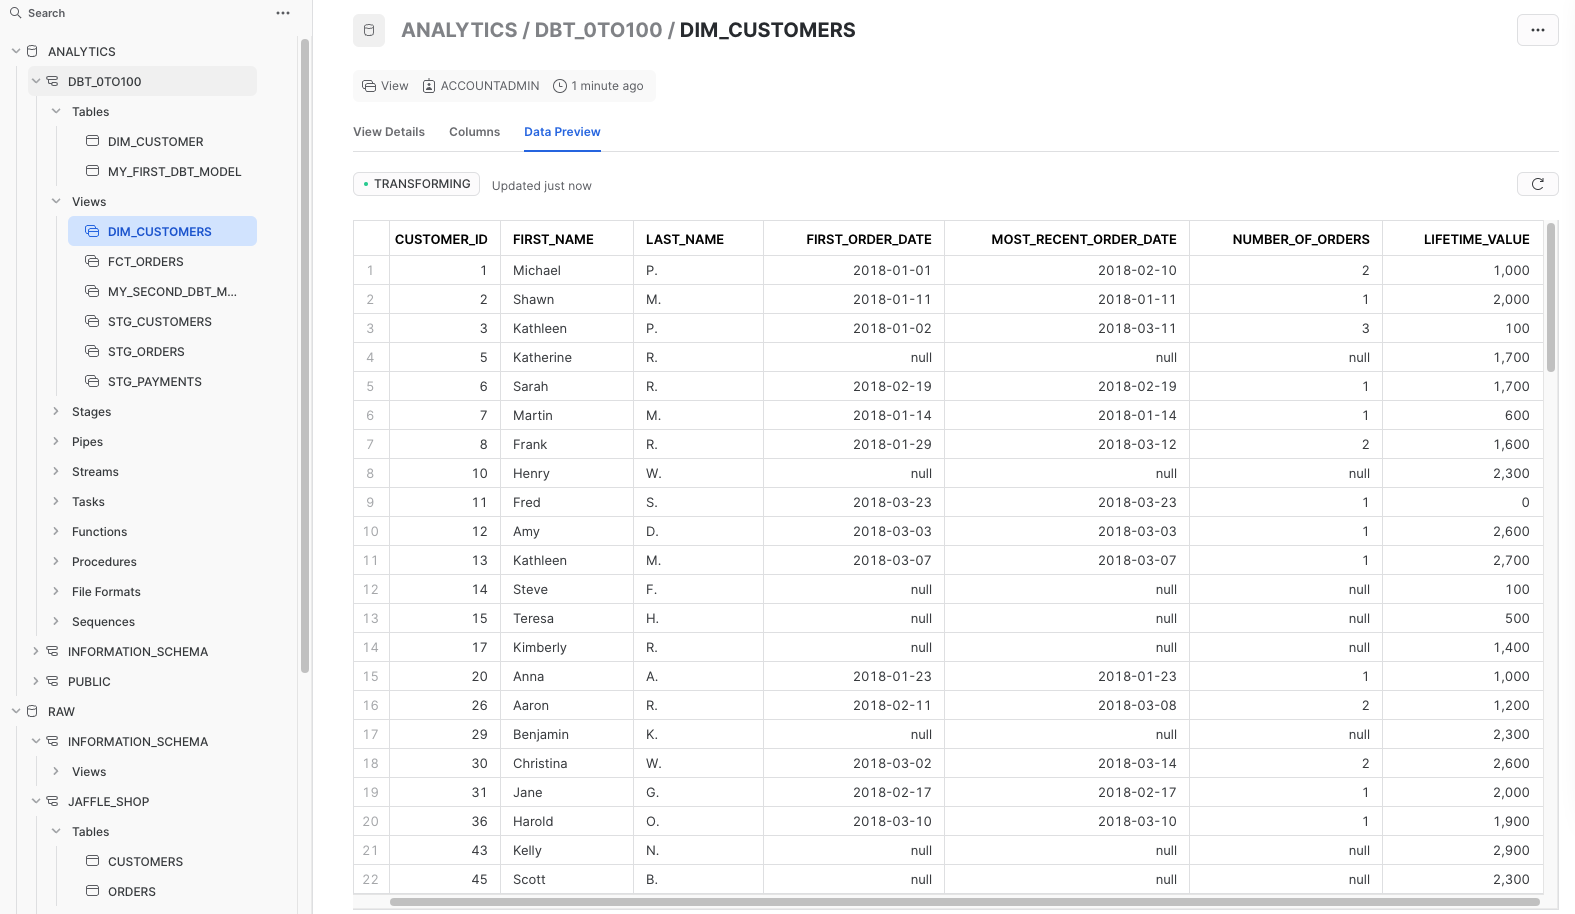 Search
ANALYTICS
DBT_0TO100
Tables
DIM_CUSTOMER
MY_FIRST_DBT_MODEL
Views
DIM_CUSTOMERS
FCT_ORDERS
MY_SECOND_DBT_M...
STG_CUSTOMERS
STG_ORDERS
STG_PAYMENTS
Stages
Pipes
Streams
Tasks
Functions
Procedures
File Formats
Sequences
INFORMATION_SCHEMA
PUBLIC
RAW
INFORMATION_SCHEMA
Views
JAFFLE_SHOP
Tables
CUSTOMERS
ORDERS
ANALYTICS / DBT_0TO100 / DIM_CUSTOMERS
View ACCOUNTADMIN 1 minute ago
View Details Columns Data Preview
TRANSFORMING Updated just now
CUSTOMER_ID FIRST_NAME LAST_NAME FIRST_ORDER_DATE MOST_RECENT_ORDER_DATE NUMBER_OF_ORDERS LIFETIME_VALUE
1 1 Michael P. 2018-01-01 2018-02-10 2 1,000
2 2 Shawn M. 2018-01-11 2018-01-11 1 2,000
3 3 Kathleen P. 2018-01-02 2018-03-11 3 100
4 5 Katherine R. null null null 1,700
5 6 Sarah R. 2018-02-19 2018-02-19 1 1,700
6 7 Martin M. 2018-01-14 2018-01-14 1 600
7 8 Frank R. 2018-01-29 2018-03-12 2 1,600
8 10 Henry W. null null null 2,300
9 11 Fred S. 2018-03-23 2018-03-23 1 0
10 12 Amy D. 2018-03-03 2018-03-03 1 2,600
11 13 Kathleen M. 2018-03-07 2018-03-07 1 2,700
12 14 Steve F. null null null 100
13 15 Teresa H. null null null 500
14 17 Kimberly R. null null null 1,400
15 20 Anna A. 2018-01-23 2018-01-23 1 1,000
16 26 Aaron R. 2018-02-11 2018-03-08 2 1,200
17 29 Benjamin K. null null null 2,300
18 30 Christina W. 2018-03-02 2018-03-14 2 2,600
19 31 Jane G. 2018-02-17 2018-02-17 1 2,000
20 36 Harold O. 2018-03-10 2018-03-10 1 1,900
21 43 Kelly N. null null null 2,900
22 45 Scott B. null null null 2,300